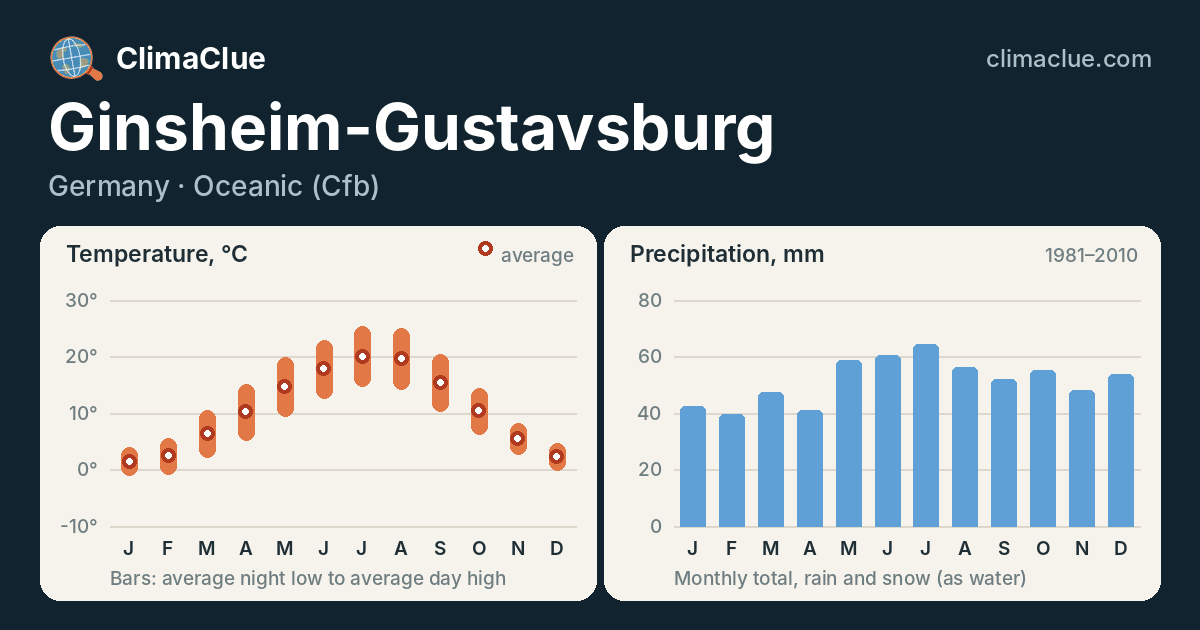 ClimaClue
climaclue.com
Ginsheim-Gustavsburg
Germany · Oceanic (Cfb)
Temperature, °C
average
30°
20°
10°
0°
-10°
J F M A M J J A S O N D
Bars: average night low to average day high
Precipitation, mm
1981–2010
80
60
40
20
0
J F M A M J J A S O N D
Monthly total, rain and snow (as water)